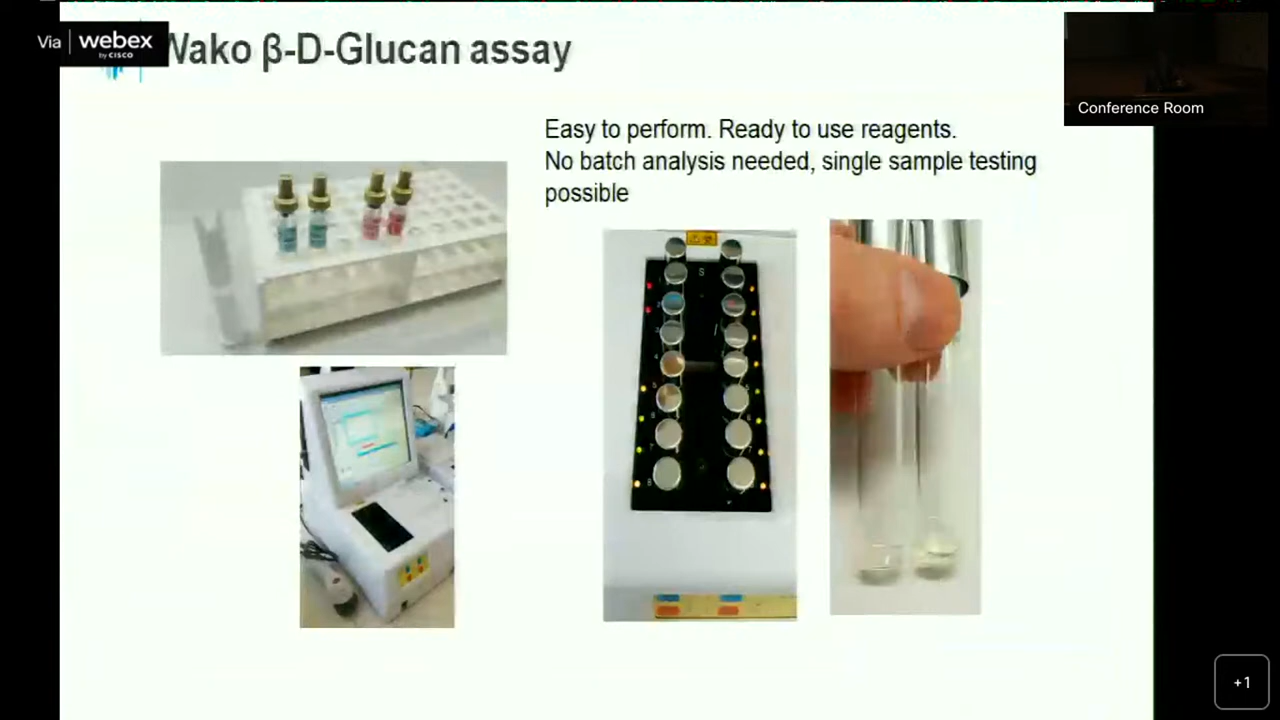 Via webex
by CISCO
Wako β-D-Glucan assay
Conference Room
Easy to perform. Ready to use reagents.
No batch analysis needed, single sample testing
possible
S
+1